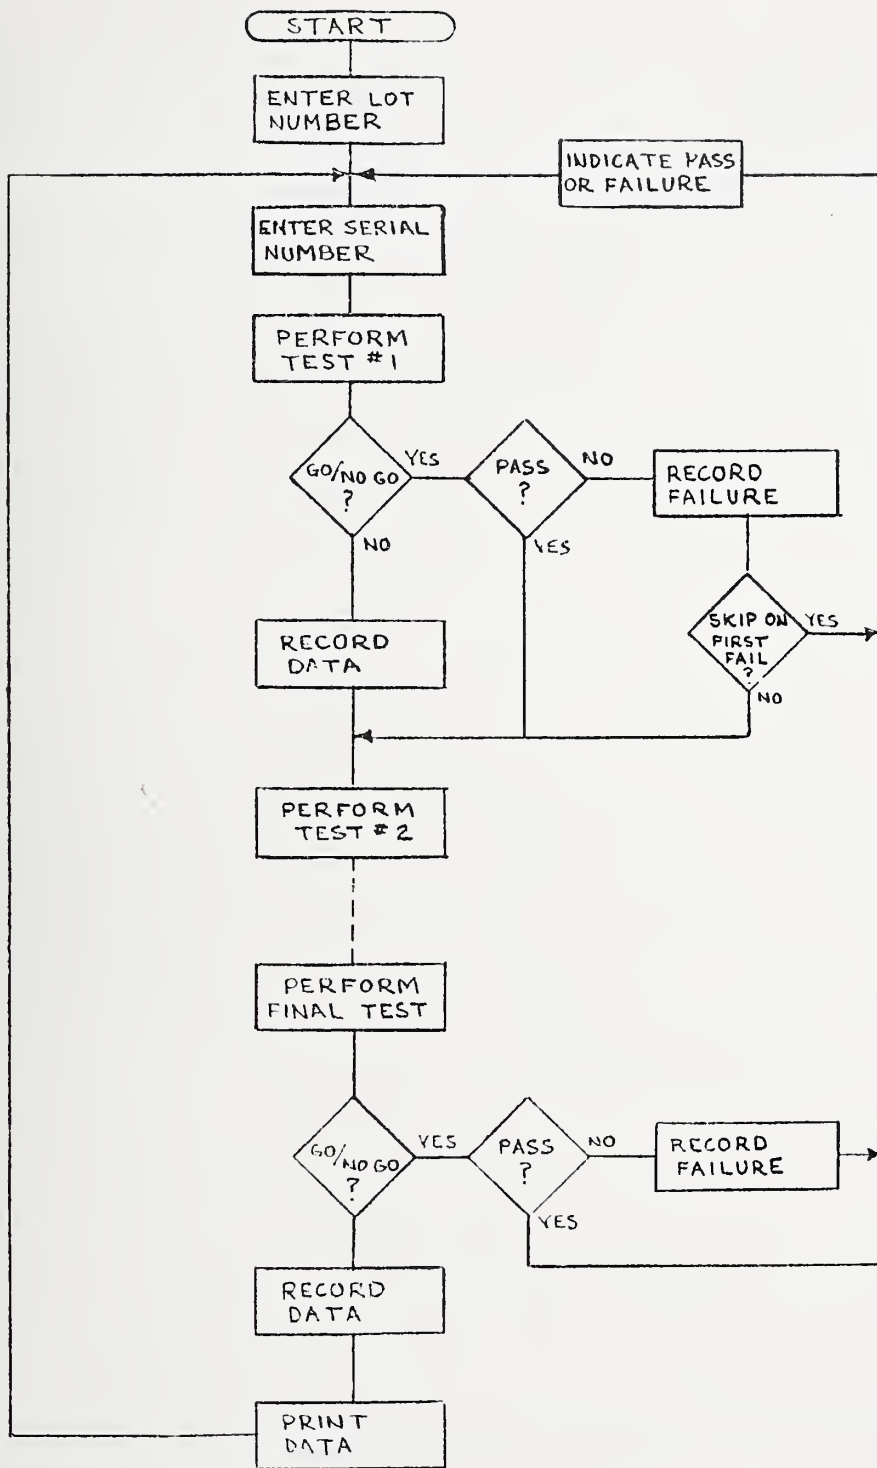 START
ENTER LOT
NUMBER
INDICATE PASS
OR FAILURE
ENTER SERIAL
NUMBER
PERFORM
TEST #1
GO/NO GO
?
YES
NO
PASS
?
NO
YES
RECORD
FAILURE
SKIP ON
FIRST
FAIL
?
YES
NO
RECORD
DATA
PERFORM
TEST #2
PERFORM
FINAL TEST
GO/NO GO
?
YES
PASS
?
NO
YES
RECORD
FAILURE
RECORD
DATA
PRINT
DATA